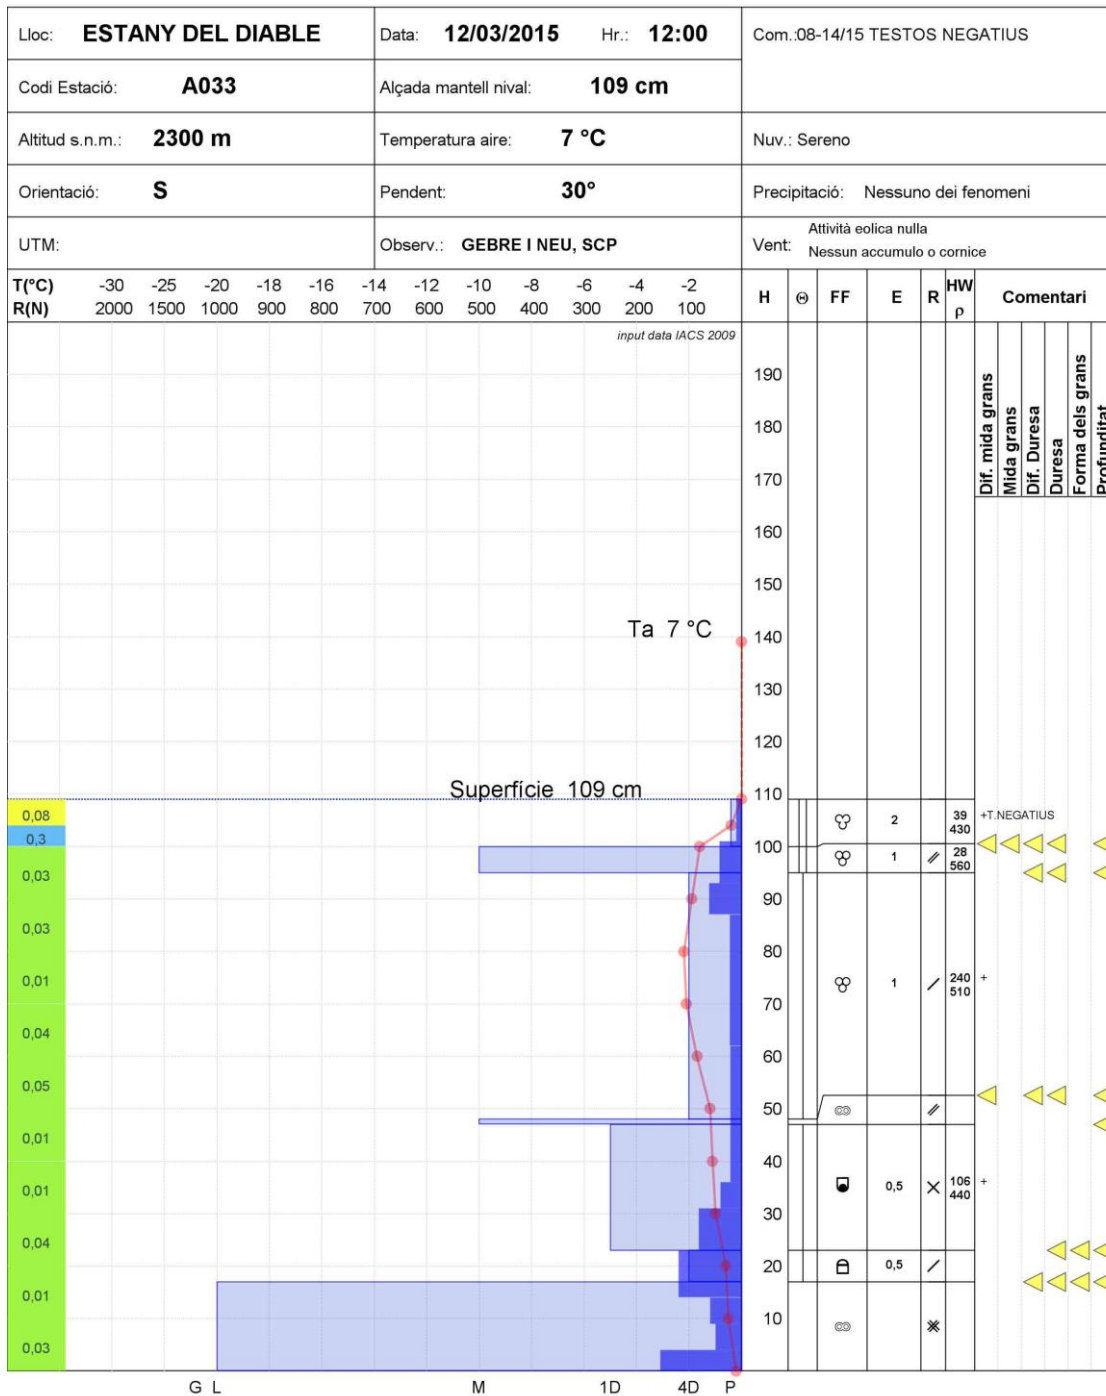 Lloc: ESTANY DEL DIABLE
Data: 12/03/2015 Hr.: 12:00
Com.:08-14/15 TESTOS NEGATIUS
Codi Estació: A033
Alçada mantell nival: 109 cm
Altitud s.n.m.: 2300 m
Temperatura aire: 7 °C
Nuv.: Sereno
Orientació: S
Pendent: 30°
Precipitació: Nessuno dei fenomeni
UTM:
Observ.: GEBRE I NEU, SCP
Vent: Attività eolica nulla
Nessun accumulo o cornice
T(°C) -30 -25 -20 -18 -16 -14 -12 -10 -8 -6 -4 -2
R(N) 2000 1500 1000 900 800 700 600 500 400 300 200 100
H Θ FF E R HW ρ Comentari
input data IACS 2009
Dif. mida grans
Mida grans
Dif. Duresa
Duresa
Forma dels grans
Profunditat
190
180
170
160
150
Ta 7 °C
140
130
120
110
Superfície 109 cm
0,08
2 39 430 +T.NEGATIUS
0,3
100
1 28 560
0,03
90
0,03
80
0,01
1 240 510 +
70
0,04
60
0,05
50
0,01
40
0,01
0,5 106 440 +
30
0,04
20
0,5
0,01
10
0,03
G L M 1D 4D P